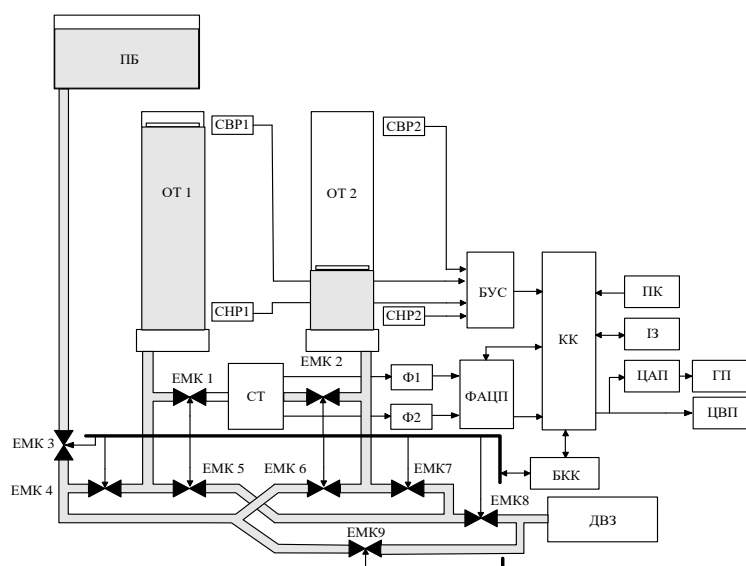 ПБ
СВР1
СВР2
ОТ 1
ОТ 2
СНР1
СНР2
БУС
КК
ПК
ІЗ
ЕМК 1
ЕМК 2
СТ
Ф1
Ф2
ФАЦП
ЦАП
ГП
ЦВП
ЕМК 3
ЕМК 4
ЕМК 5
ЕМК 6
ЕМК7
БКК
ЕМК8
ДВЗ
ЕМК9